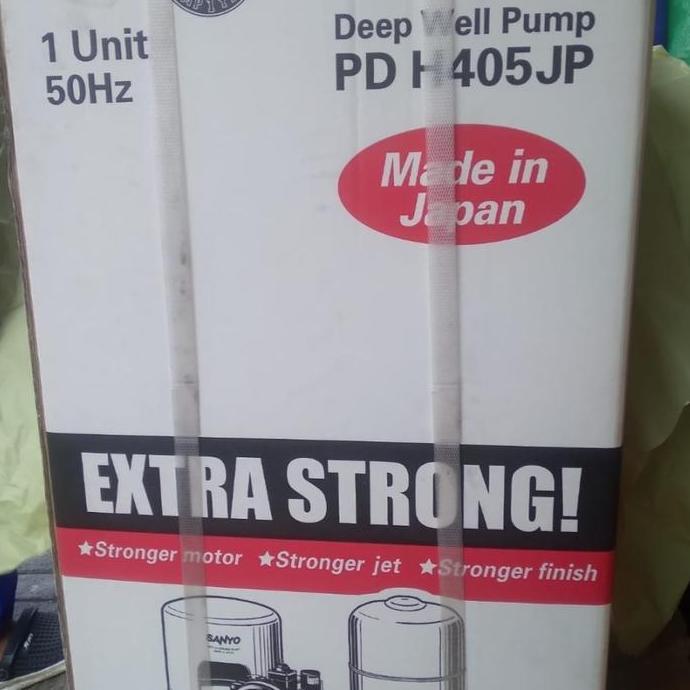 1 Unit
50Hz
Deep Well Pump
PD H405JP
Made in
Japan
EXTRA STRONG!
★Stronger motor ★Stronger jet ★Stronger finish
SANYO